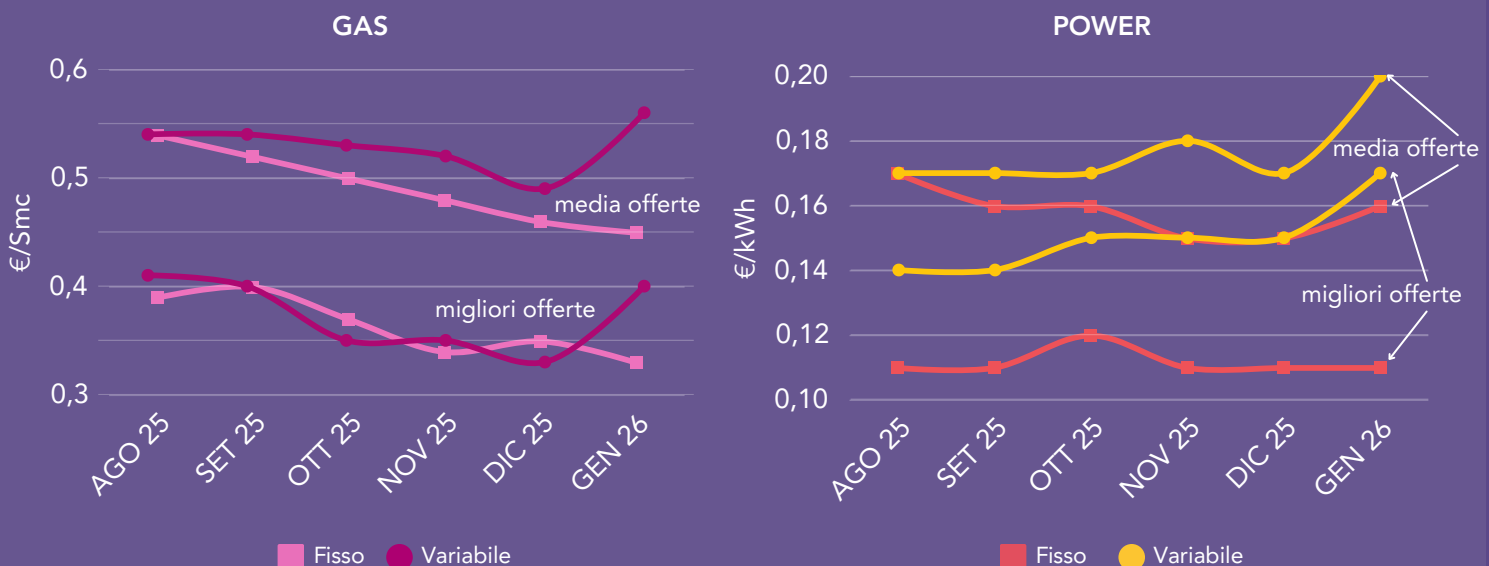 GAS
€/Smc
0,6
0,5
0,4
0,3
media offerte
migliori offerte
AGO 25
SET 25
OTT 25
NOV 25
DIC 25
GEN 26
Fisso
Variabile
POWER
€/kWh
0,20
0,18
0,16
0,14
0,12
0,10
media offerte
migliori offerte
AGO 25
SET 25
OTT 25
NOV 25
DIC 25
GEN 26
Fisso
Variabile